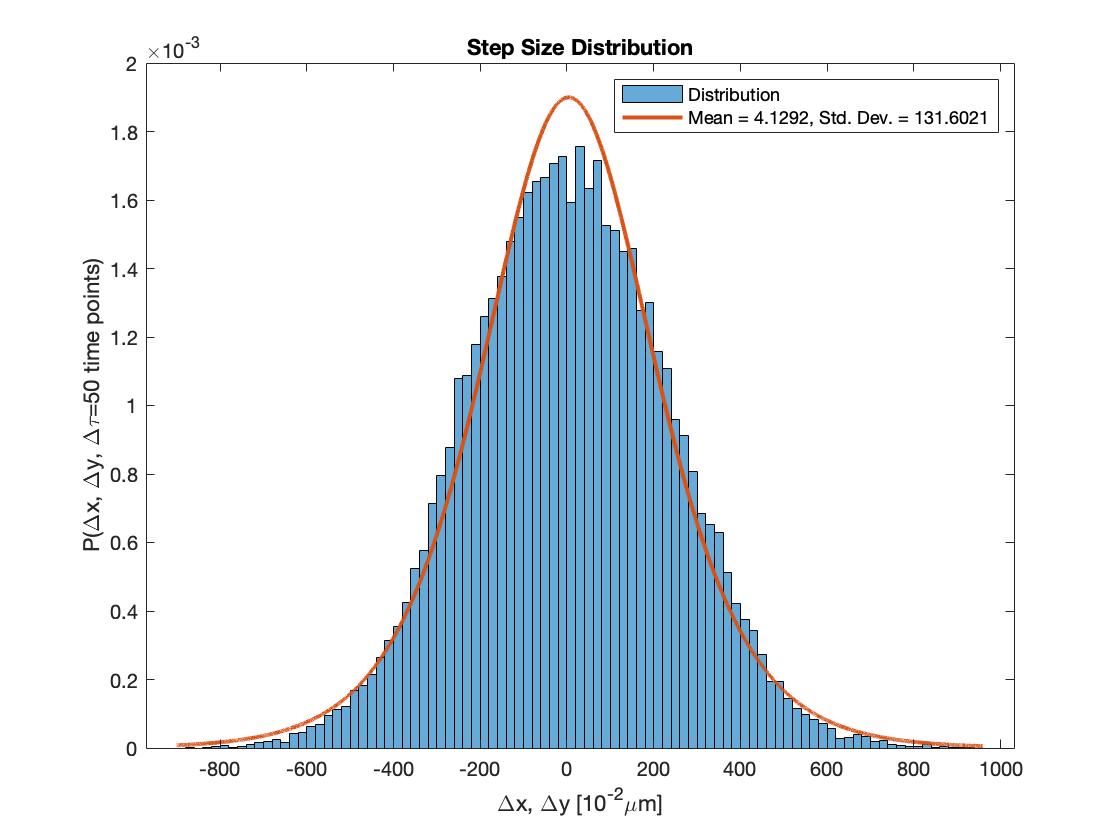 Step Size Distribution
×10⁻³
Distribution
Mean = 4.1292, Std. Dev. = 131.6021
P(Δx, Δy, Δτ=50 time points)
2
1.8
1.6
1.4
1.2
1
0.8
0.6
0.4
0.2
0
-800 -600 -400 -200 0 200 400 600 800 1000
Δx, Δy [10⁻²μm]